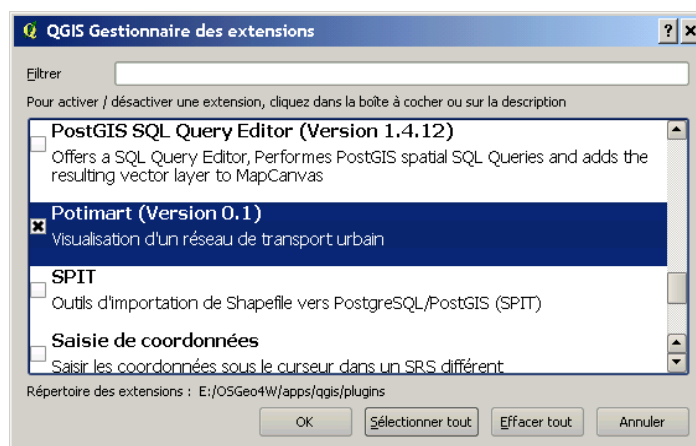 QGIS Gestionnaire des extensions
Filtrer
Pour activer / désactiver une extension, cliquez dans la boîte à cocher ou sur la description
PostGIS SQL Query Editor (Version 1.4.12)
Offers a SQL Query Editor, Performes PostGIS spatial SQL Queries and adds the
resulting vector layer to MapCanvas
Potimart (Version 0.1)
Visualisation d'un réseau de transport urbain
SPIT
Outils d'importation de Shapefile vers PostgreSQL/PostGIS (SPIT)
Saisie de coordonnées
Saisir les coordonnées sous le curseur dans un SRS différent
Répertoire des extensions : E:/OSGeo4W/apps/qgis/plugins
OK Sélectionner tout Effacer tout Annuler